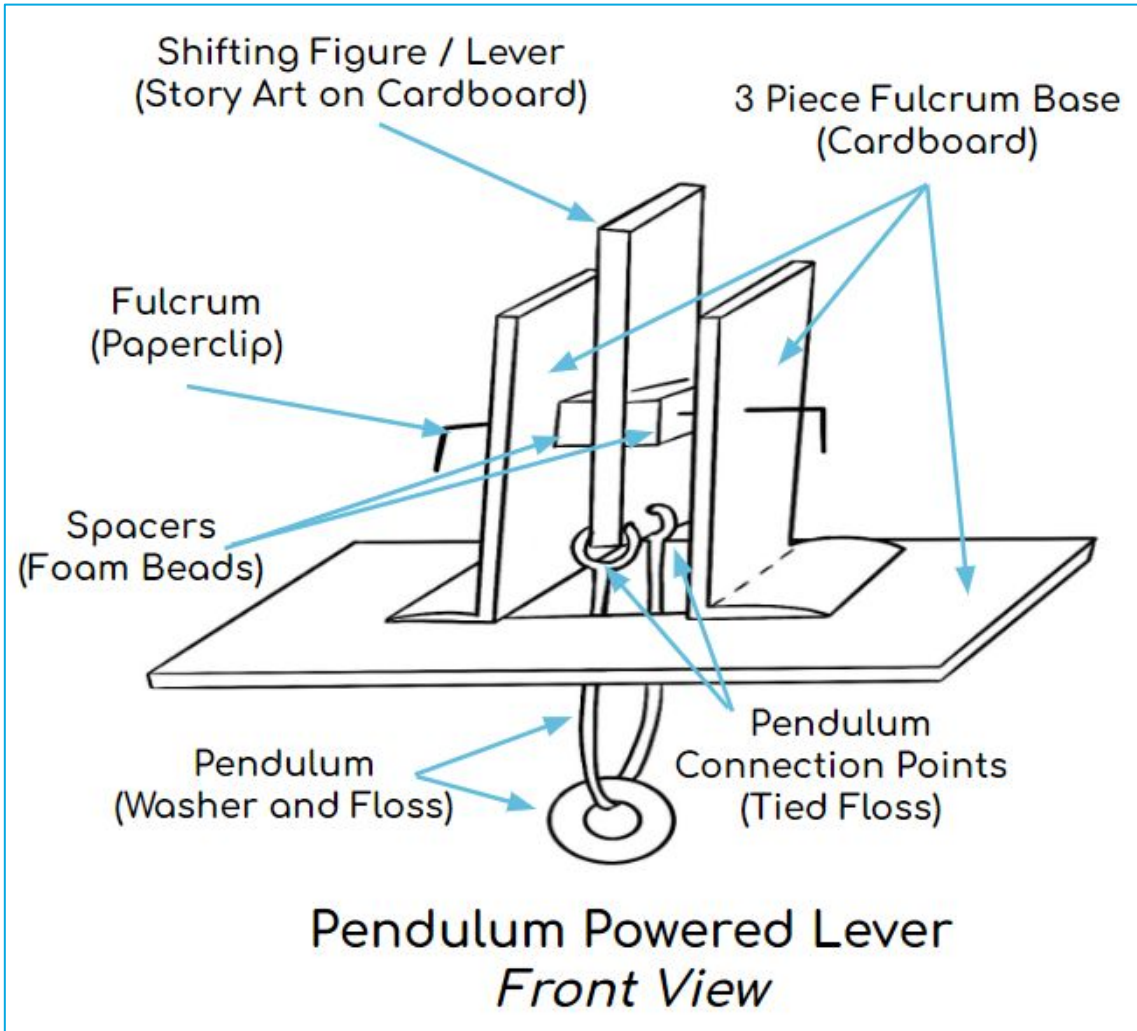 Shifting Figure / Lever
(Story Art on Cardboard)
3 Piece Fulcrum Base
(Cardboard)
Fulcrum
(Paperclip)
Spacers
(Foam Beads)
Pendulum
(Washer and Floss)
Pendulum
Connection Points
(Tied Floss)
Pendulum Powered Lever
Front View